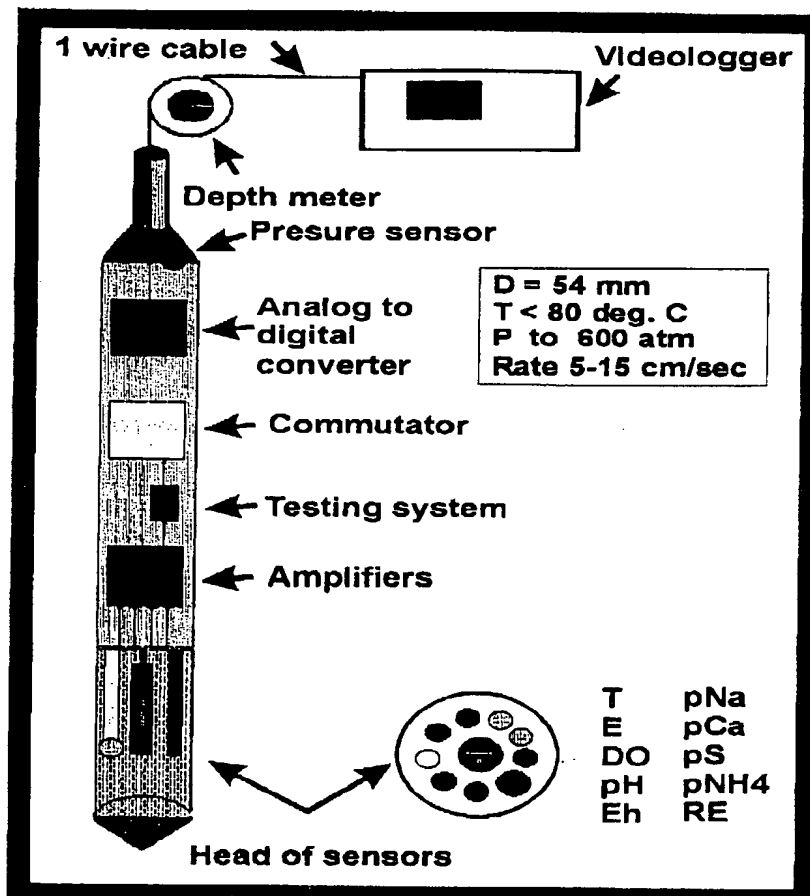 1 wire cable
Videologger
Depth meter
Presure sensor
D = 54 mm
T < 80 deg. C
P to 600 atm
Rate 5-15 cm/sec
Analog to
digital
converter
Commutator
Testing system
Amplifiers
T pNa
E pCa
DO pS
pH pNH4
Eh RE
Head of sensors